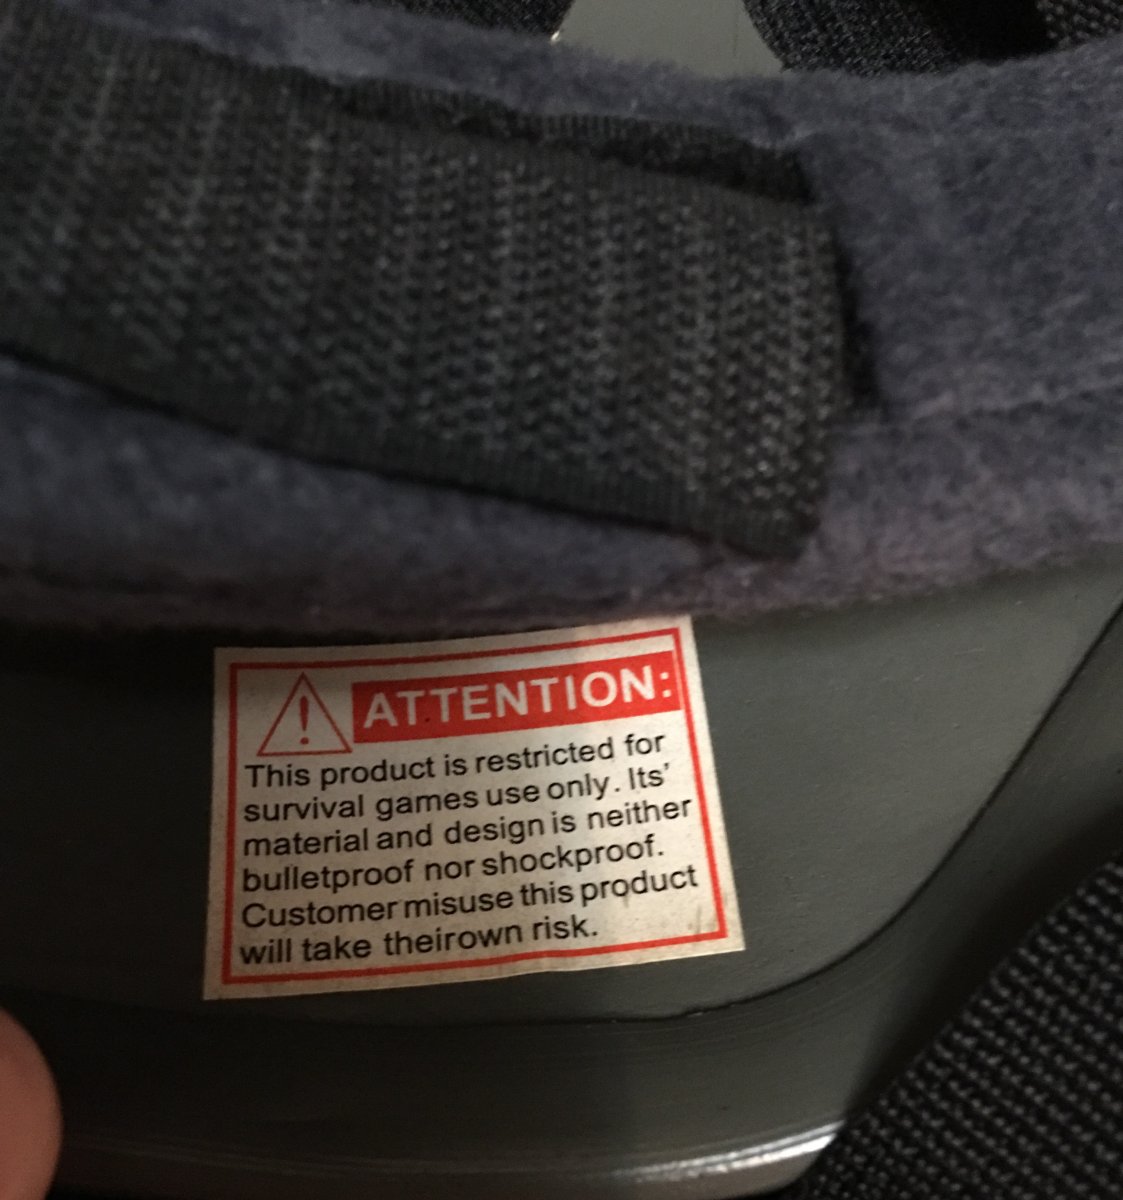 ATTENTION:
This product is restricted for
survival games use only. Its’
material and design is neither
bulletproof nor shockproof.
Customer misuse this product
will take theirown risk.